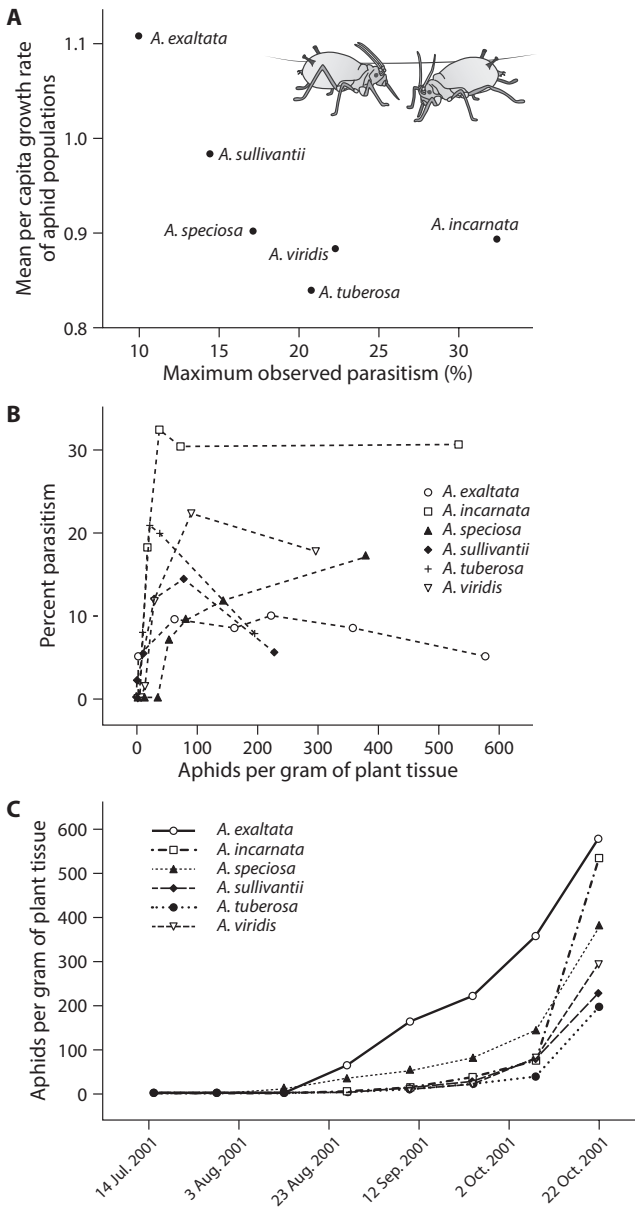 A
Mean per capita growth rate
of aphid populations
1.1
1.0
0.9
0.8
A. exaltata
A. sullivantii
A. speciosa
A. incarnata
A. viridis
A. tuberosa
10 15 20 25 30
Maximum observed parasitism (%)
B
Percent parasitism
30
20
10
0
A. exaltata
A. incarnata
A. speciosa
A. sullivantii
A. tuberosa
A. viridis
0 100 200 300 400 500 600
Aphids per gram of plant tissue
C
Aphids per gram of plant tissue
600
500
400
300
200
100
0
A. exaltata
A. incarnata
A. speciosa
A. sullivantii
A. tuberosa
A. viridis
14 Jul. 2001
3 Aug. 2001
23 Aug. 2001
12 Sep. 2001
2 Oct. 2001
22 Oct. 2001